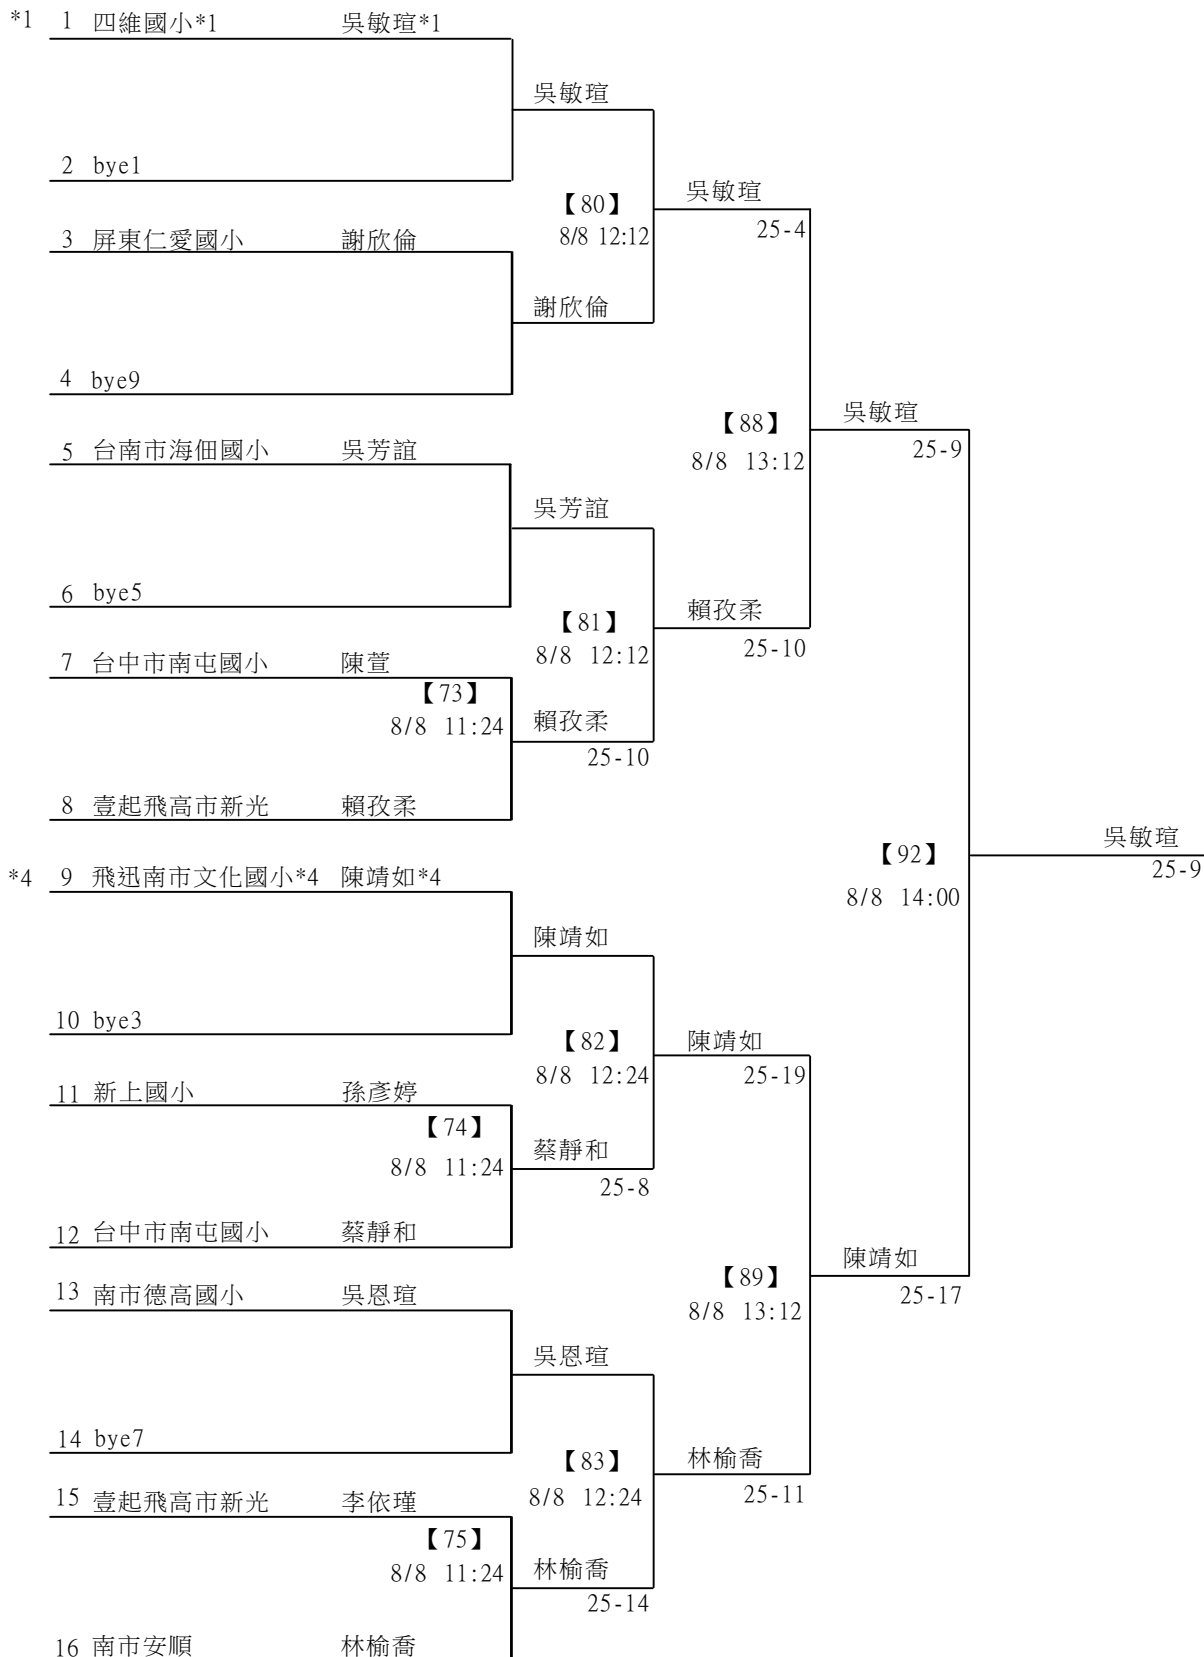 *1 1 四維國小*1 吳敏瑄*1
吳敏瑄
2 bye1
【80】
8/8 12:12
吳敏瑄
25-4
3 屏東仁愛國小 謝欣倫
謝欣倫
4 bye9
【88】
8/8 13:12
吳敏瑄
25-9
5 台南市海佃國小 吳芳誼
吳芳誼
6 bye5
【81】
8/8 12:12
賴孜柔
25-10
7 台中市南屯國小 陳萱
【73】
8/8 11:24
賴孜柔
25-10
8 壹起飛高市新光 賴孜柔
【92】
8/8 14:00
吳敏瑄
25-9
*4 9 飛迅南市文化國小*4 陳靖如*4
陳靖如
10 bye3
【82】
8/8 12:24
陳靖如
25-19
11 新上國小 孫彥婷
【74】
8/8 11:24
蔡靜和
25-8
12 台中市南屯國小 蔡靜和
【89】
8/8 13:12
陳靖如
25-17
13 南市德高國小 吳恩瑄
吳恩瑄
14 bye7
【83】
8/8 12:24
林榆喬
25-11
15 壹起飛高市新光 李依瑾
【75】
8/8 11:24
林榆喬
25-14
16 南市安順 林榆喬